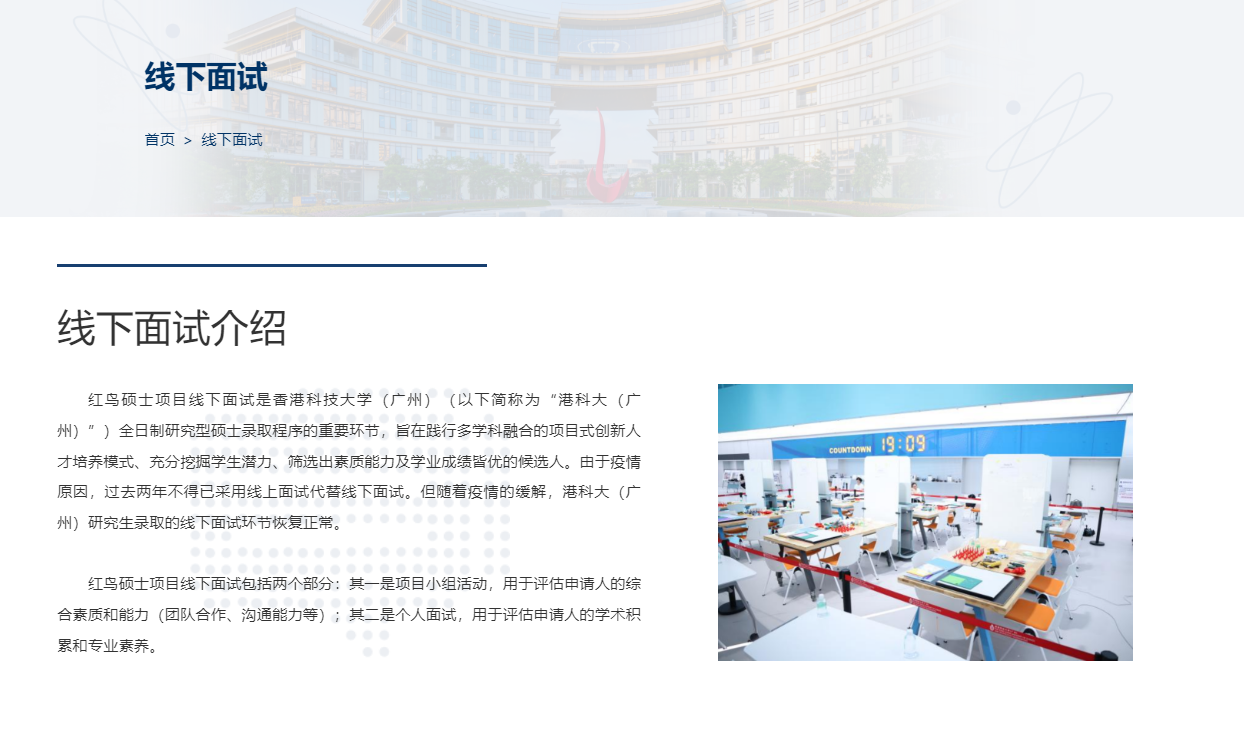 线下面试
首页 > 线下面试
线下面试介绍
红鸟硕士项目线下面试是香港科技大学（广州）（以下简称为“港科大（广
州）”）全日制研究型硕士录取程序的重要环节，旨在践行多学科融合的项目式创新人
才培养模式、充分挖掘学生潜力、筛选出素质能力及学业成绩皆优的候选人。由于疫情
原因，过去两年不得已采用线上面试代替线下面试。但随着疫情的缓解，港科大（广
州）研究生录取的线下面试环节恢复正常。
红鸟硕士项目线下面试包括两个部分：其一是项目小组活动，用于评估申请人的综
合素质和能力（团队合作、沟通能力等）；其二是个人面试，用于评估申请人的学术积
累和专业素养。
COUNTDOWN 19:09